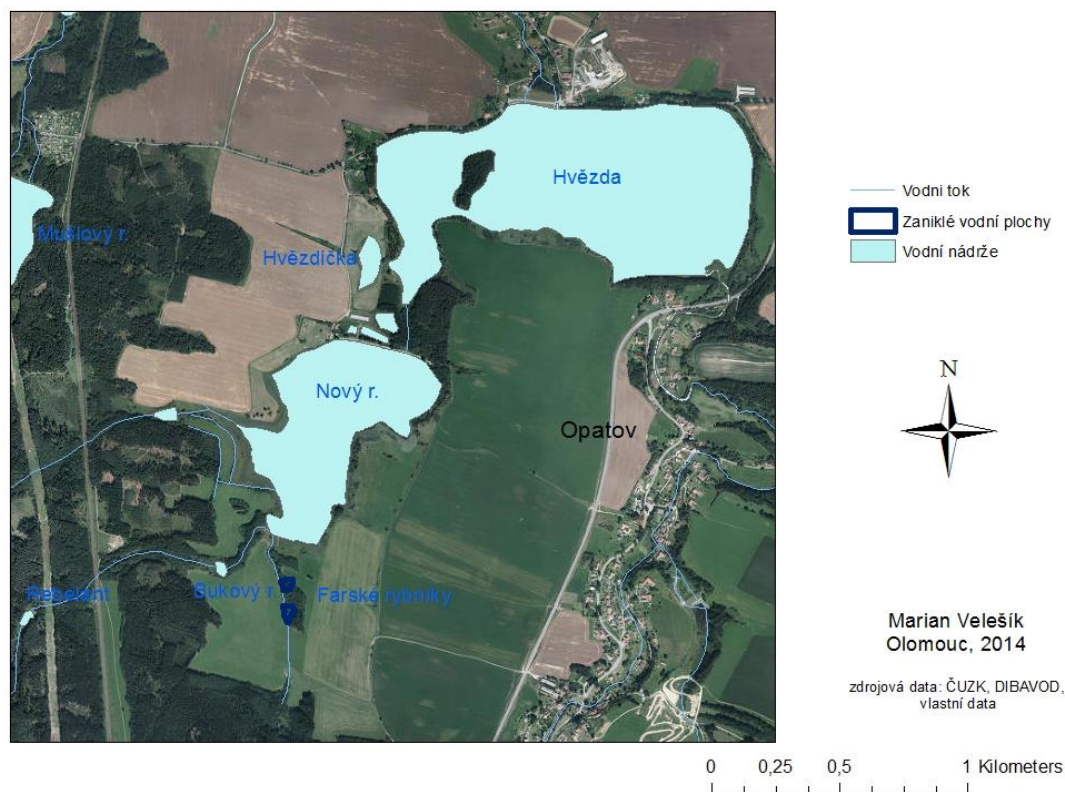 Hvězda
Mušlový r.
Hvězdička
Nový r.
Opatov
Rebelant
Bukový r.
Farské rybníky
Vodni tok
Zaniklé vodní plochy
Vodní nádrže
N
Marian Velešík
Olomouc, 2014
zdrojová data: ČUZK, DIBAVOD,
vlastní data
0 0,25 0,5 1 Kilometers